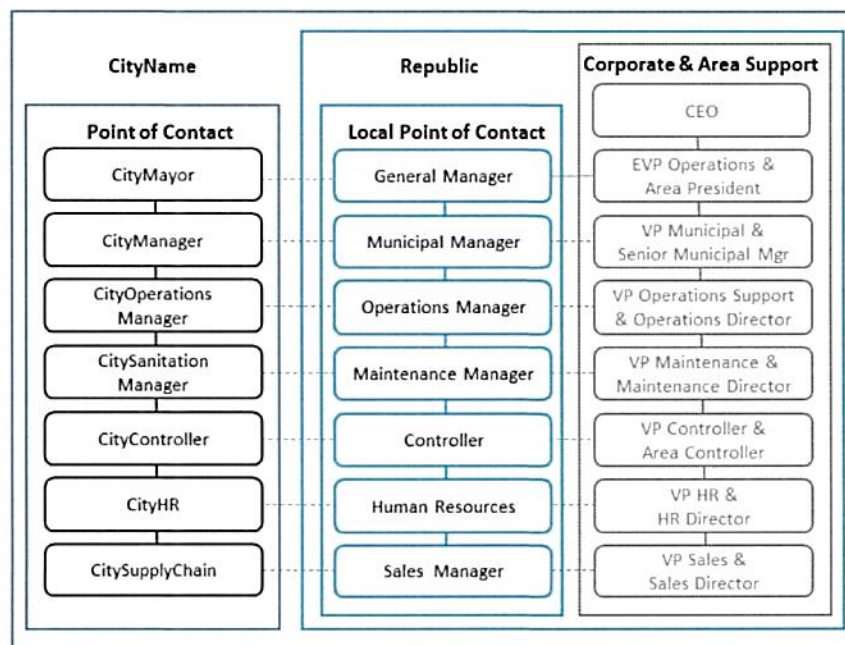 CityName
Republic
Corporate & Area Support
Point of Contact
Local Point of Contact
CEO
CityMayor
General Manager
EVP Operations &
Area President
CityManager
Municipal Manager
VP Municipal &
Senior Municipal Mgr
CityOperations
Manager
Operations Manager
VP Operations Support
& Operations Director
CitySanitation
Manager
Maintenance Manager
VP Maintenance &
Maintenance Director
CityController
Controller
VP Controller &
Area Controller
CityHR
Human Resources
VP HR &
HR Director
CitySupplyChain
Sales Manager
VP Sales &
Sales Director